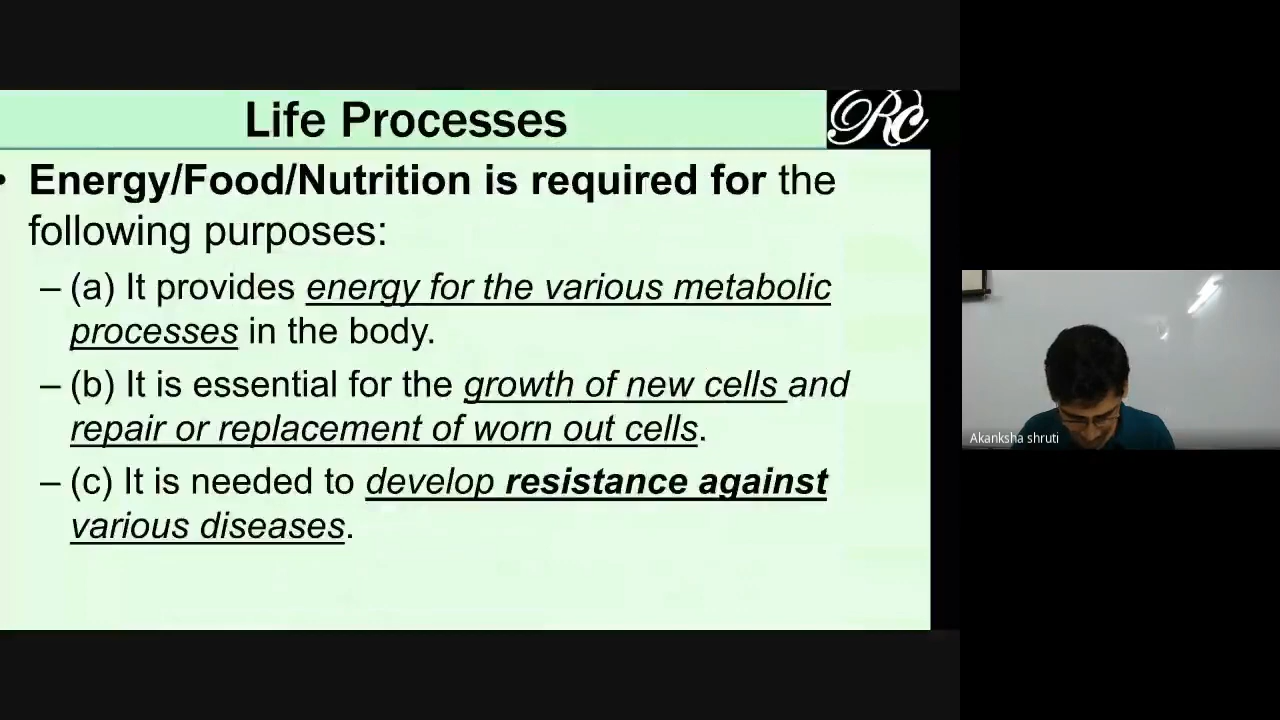 Life Processes
Rc
• Energy/Food/Nutrition is required for the
following purposes:
– (a) It provides energy for the various metabolic
processes in the body.
– (b) It is essential for the growth of new cells and
repair or replacement of worn out cells.
– (c) It is needed to develop resistance against
various diseases.
Akanksha shruti